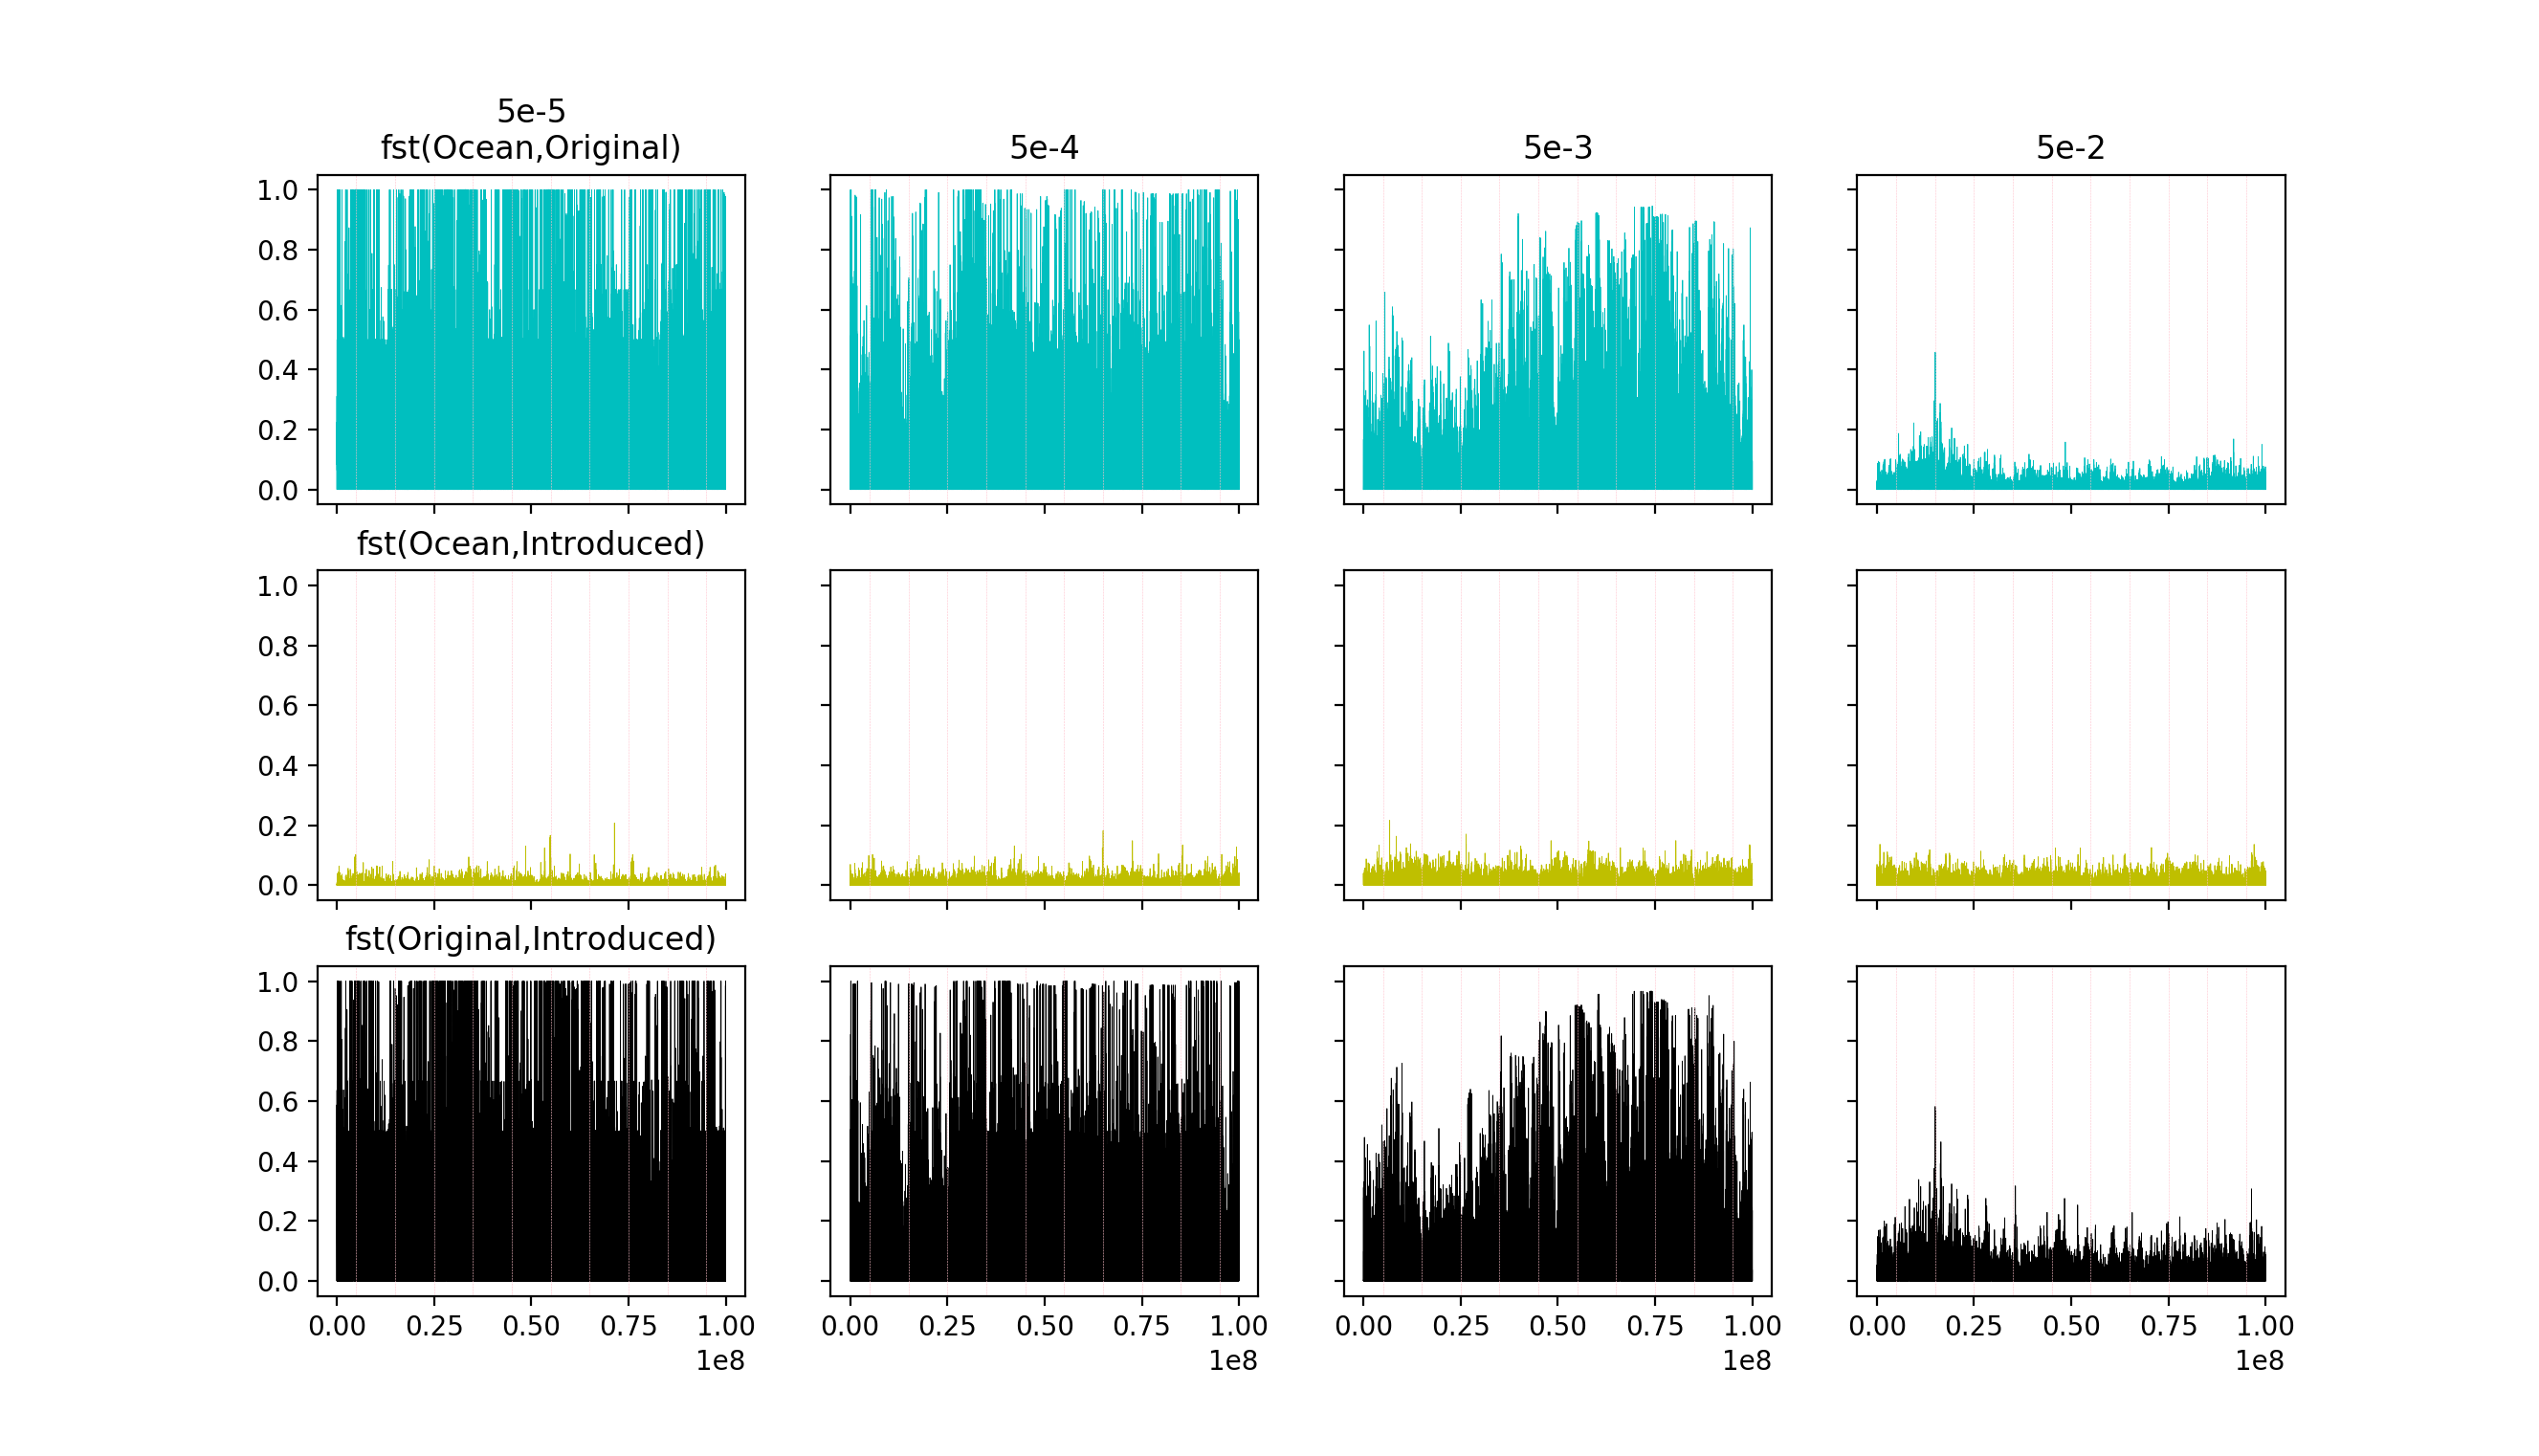 5e-5
fst(Ocean,Original)
5e-4
5e-3
5e-2
1.0
0.8
0.6
0.4
0.2
0.0
fst(Ocean,Introduced)
1.0
0.8
0.6
0.4
0.2
0.0
fst(Original,Introduced)
1.0
0.8
0.6
0.4
0.2
0.0
0.00 0.25 0.50 0.75 1.00
1e8
0.00 0.25 0.50 0.75 1.00
1e8
0.00 0.25 0.50 0.75 1.00
1e8
0.00 0.25 0.50 0.75 1.00
1e8